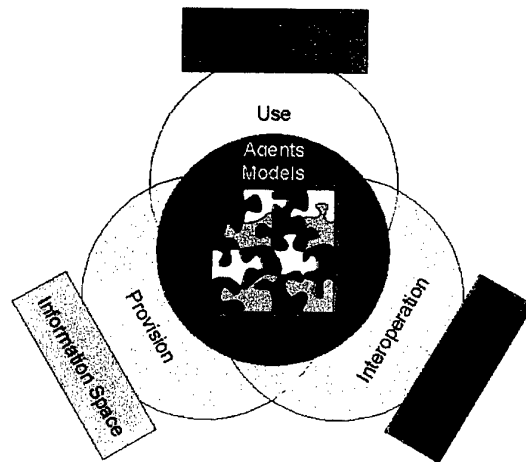 Use
Agents
Models
Provision
Interoperation
Information Space